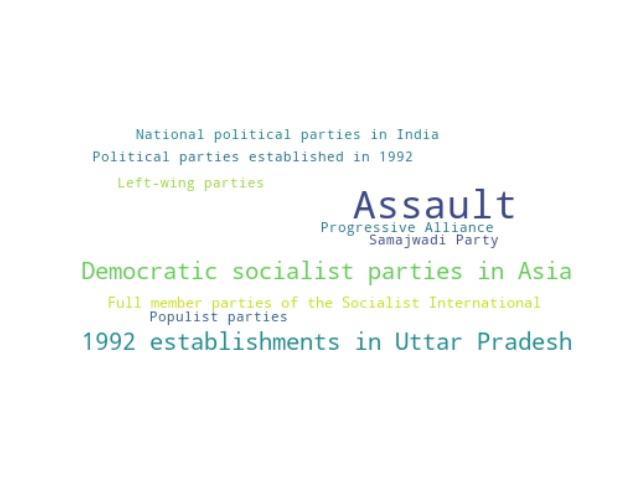 National political parties in India
Political parties established in 1992
Left-wing parties
Assault
Progressive Alliance
Samajwadi Party
Democratic socialist parties in Asia
Full member parties of the Socialist International
Populist parties
1992 establishments in Uttar Pradesh